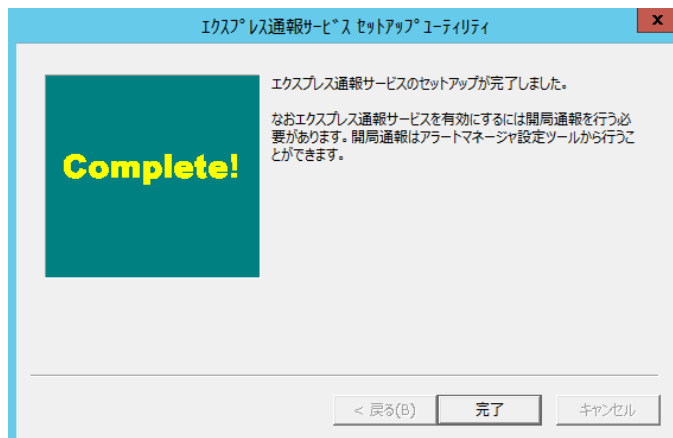 ｴｸｽﾌﾟﾚｽ通報ｻｰﾋﾞｽ ｾｯﾄｱｯﾌﾟﾕｰﾃｨﾘﾃｨ
x
Complete!
エクスプレス通報サービスのセットアップが完了しました。
なおエクスプレス通報サービスを有効にするには開局通報を行う必
要があります。開局通報はアラートマネージャ設定ツールから行うこ
とができます。
< 戻る(B)
完了
キャンセル